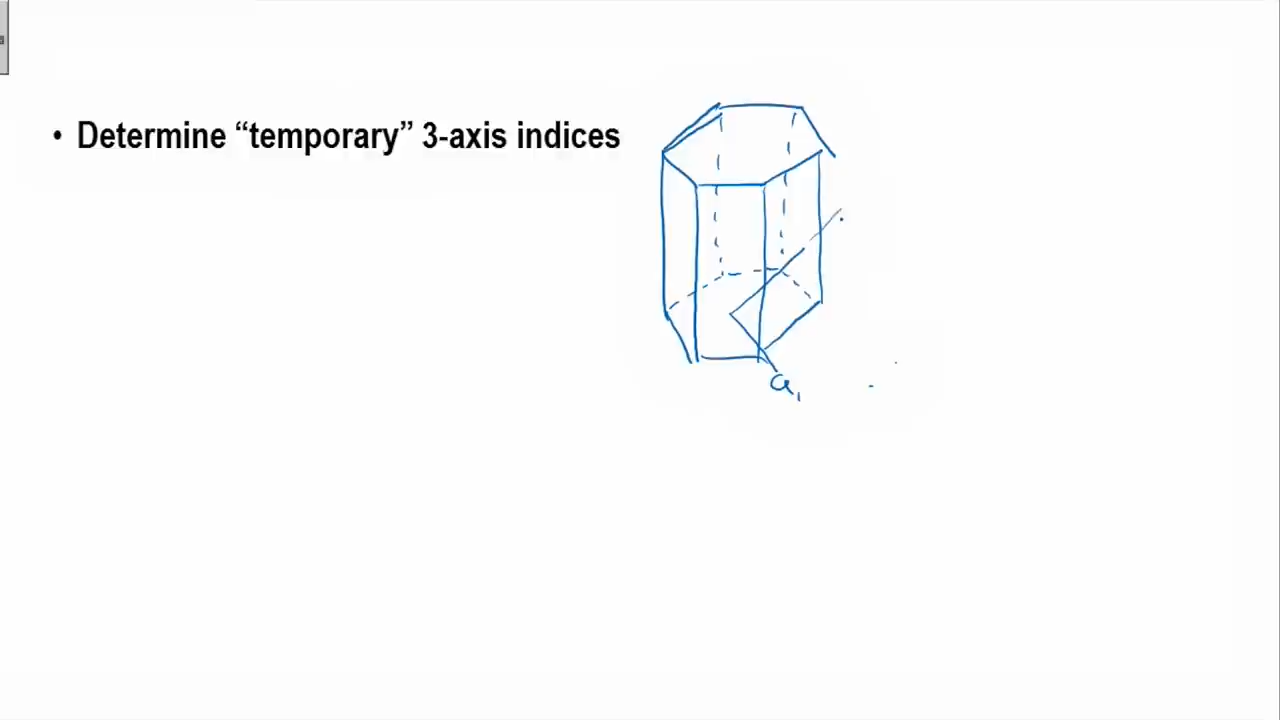 • Determine “temporary” 3-axis indices
a₁